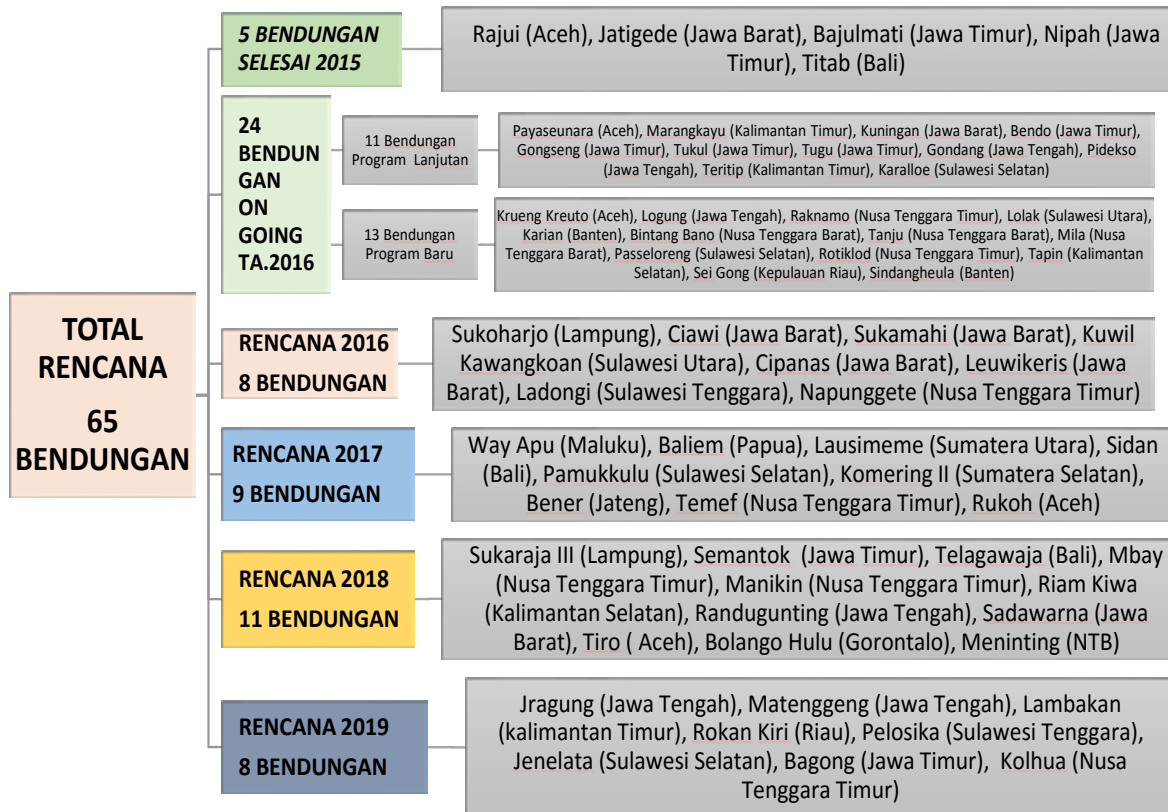 TOTAL
RENCANA
65
BENDUNGAN
5 BENDUNGAN
SELESAI 2015
Rajui (Aceh), Jatigede (Jawa Barat), Bajulmati (Jawa Timur), Nipah (Jawa
Timur), Titab (Bali)
24
BENDUN
GAN
ON
GOING
TA.2016
11 Bendungan
Program Lanjutan
Payaseunara (Aceh), Marangkayu (Kalimantan Timur), Kuningan (Jawa Barat), Bendo (Jawa Timur),
Gongseng (Jawa Timur), Tukul (Jawa Timur), Tugu (Jawa Timur), Gondang (Jawa Tengah), Pidekso
(Jawa Tengah), Teritip (Kalimantan Timur), Karalloe (Sulawesi Selatan)
13 Bendungan
Program Baru
Krueng Kreuto (Aceh), Logung (Jawa Tengah), Raknamo (Nusa Tenggara Timur), Lolak (Sulawesi Utara),
Karian (Banten), Bintang Bano (Nusa Tenggara Barat), Tanju (Nusa Tenggara Barat), Mila (Nusa
Tenggara Barat), Passeloreng (Sulawesi Selatan), Rotiklod (Nusa Tenggara Timur), Tapin (Kalimantan
Selatan), Sei Gong (Kepulauan Riau), Sindangheula (Banten)
RENCANA 2016
8 BENDUNGAN
Sukoharjo (Lampung), Ciawi (Jawa Barat), Sukamahi (Jawa Barat), Kuwil
Kawangkoan (Sulawesi Utara), Cipanas (Jawa Barat), Leuwikeris (Jawa
Barat), Ladongi (Sulawesi Tenggara), Napunggete (Nusa Tenggara Timur)
RENCANA 2017
9 BENDUNGAN
Way Apu (Maluku), Baliem (Papua), Lausimeme (Sumatera Utara), Sidan
(Bali), Pamukkulu (Sulawesi Selatan), Komering II (Sumatera Selatan),
Bener (Jateng), Temef (Nusa Tenggara Timur), Rukoh (Aceh)
RENCANA 2018
11 BENDUNGAN
Sukaraja III (Lampung), Semantok (Jawa Timur), Telagawaja (Bali), Mbay
(Nusa Tenggara Timur), Manikin (Nusa Tenggara Timur), Riam Kiwa
(Kalimantan Selatan), Randugunting (Jawa Tengah), Sadawarna (Jawa
Barat), Tiro ( Aceh), Bolango Hulu (Gorontalo), Meninting (NTB)
RENCANA 2019
8 BENDUNGAN
Jragung (Jawa Tengah), Matenggeng (Jawa Tengah), Lambakan
(kalimantan Timur), Rokan Kiri (Riau), Pelosika (Sulawesi Tenggara),
Jenelata (Sulawesi Selatan), Bagong (Jawa Timur), Kolhua (Nusa
Tenggara Timur)